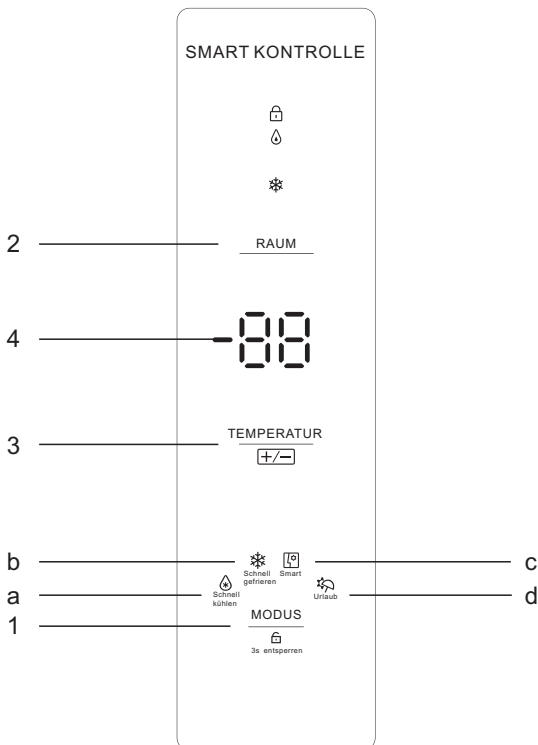 SMART KONTROLLE
2
RAUM
4
-88
3
TEMPERATUR
+/-
b
Schnell
gefrieren
Smart
c
a
Schnell
kühlen
Urlaub
d
1
MODUS
3s entsperren